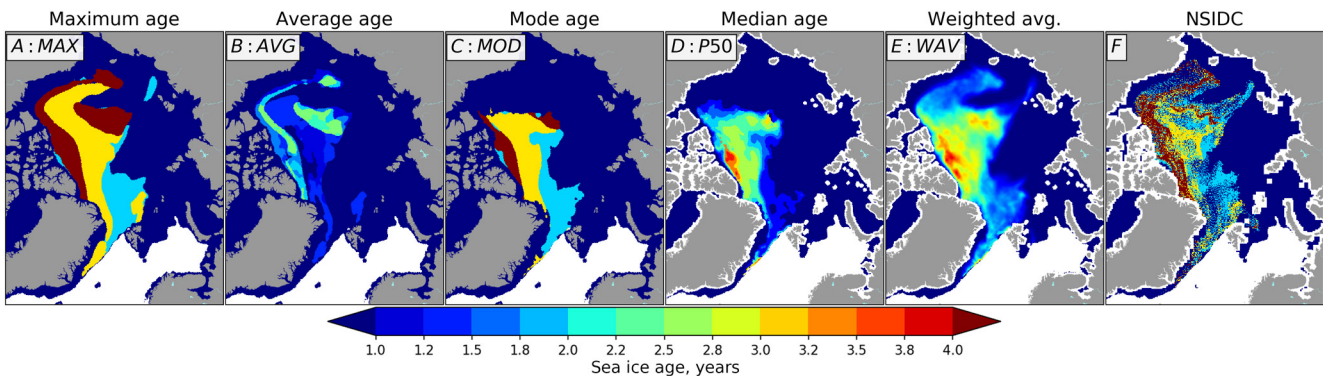 Maximum age Average age Mode age Median age Weighted avg. NSIDC
A : MAX B : AVG C : MOD D : P50 E : WAV F
1.0 1.2 1.5 1.8 2.0 2.2 2.5 2.8 3.0 3.2 3.5 3.8 4.0
Sea ice age, years